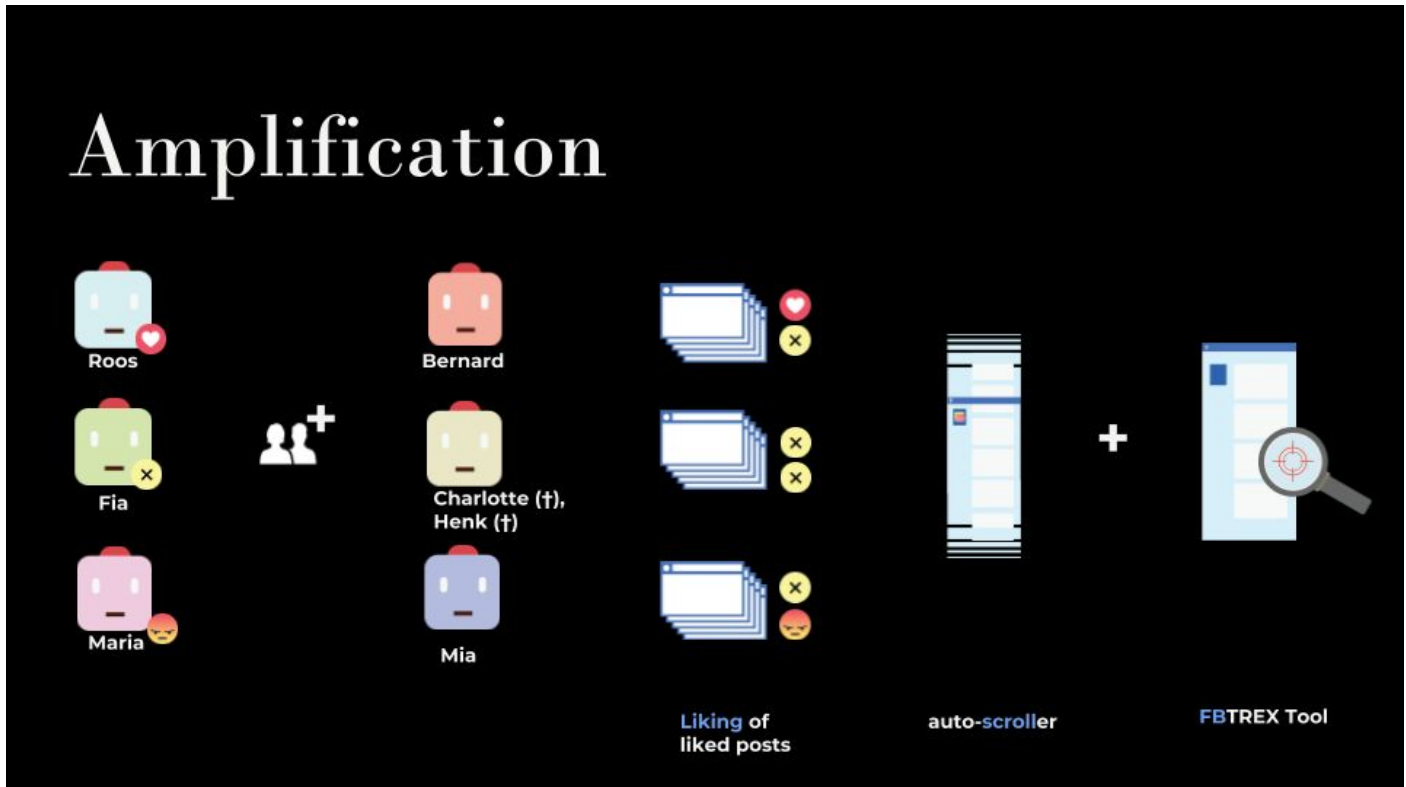 Amplification
Roos
Bernard
Fia
Charlotte (†),
Henk (†)
Maria
Mia
Liking of
liked posts
auto-scroller
FBTREX Tool